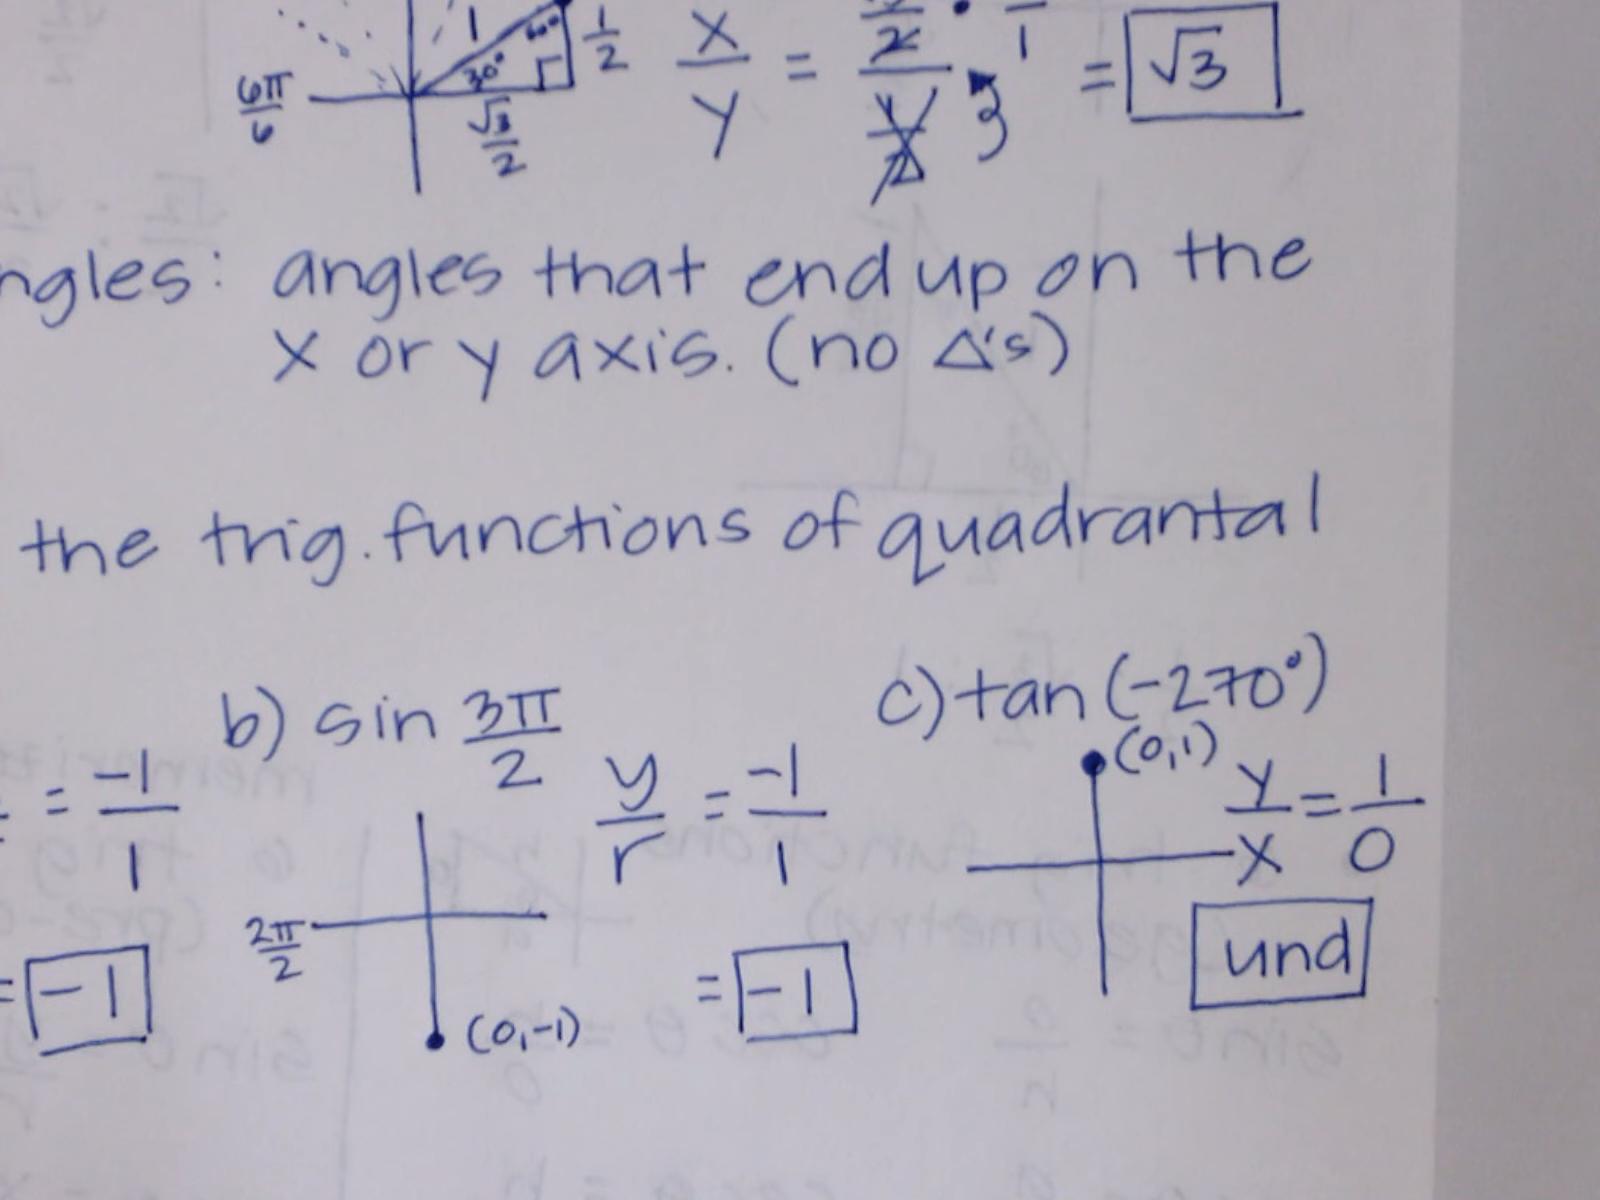 1 60° 1/2 x/y = = √3
6π/6 30° √3/2
ngles: angles that end up on the
x or y axis. (no Δ's)
the trig. functions of quadrantal
= -1/1
= -1
b) sin 3π/2
y/r = -1/1
2π/2
= -1
(0,-1)
c) tan (-270°)
(0,1) y/x = 1/0
und